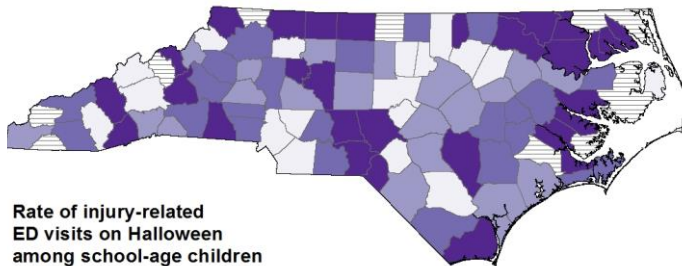 Rate of injury-related
ED visits on Halloween
among school-age children